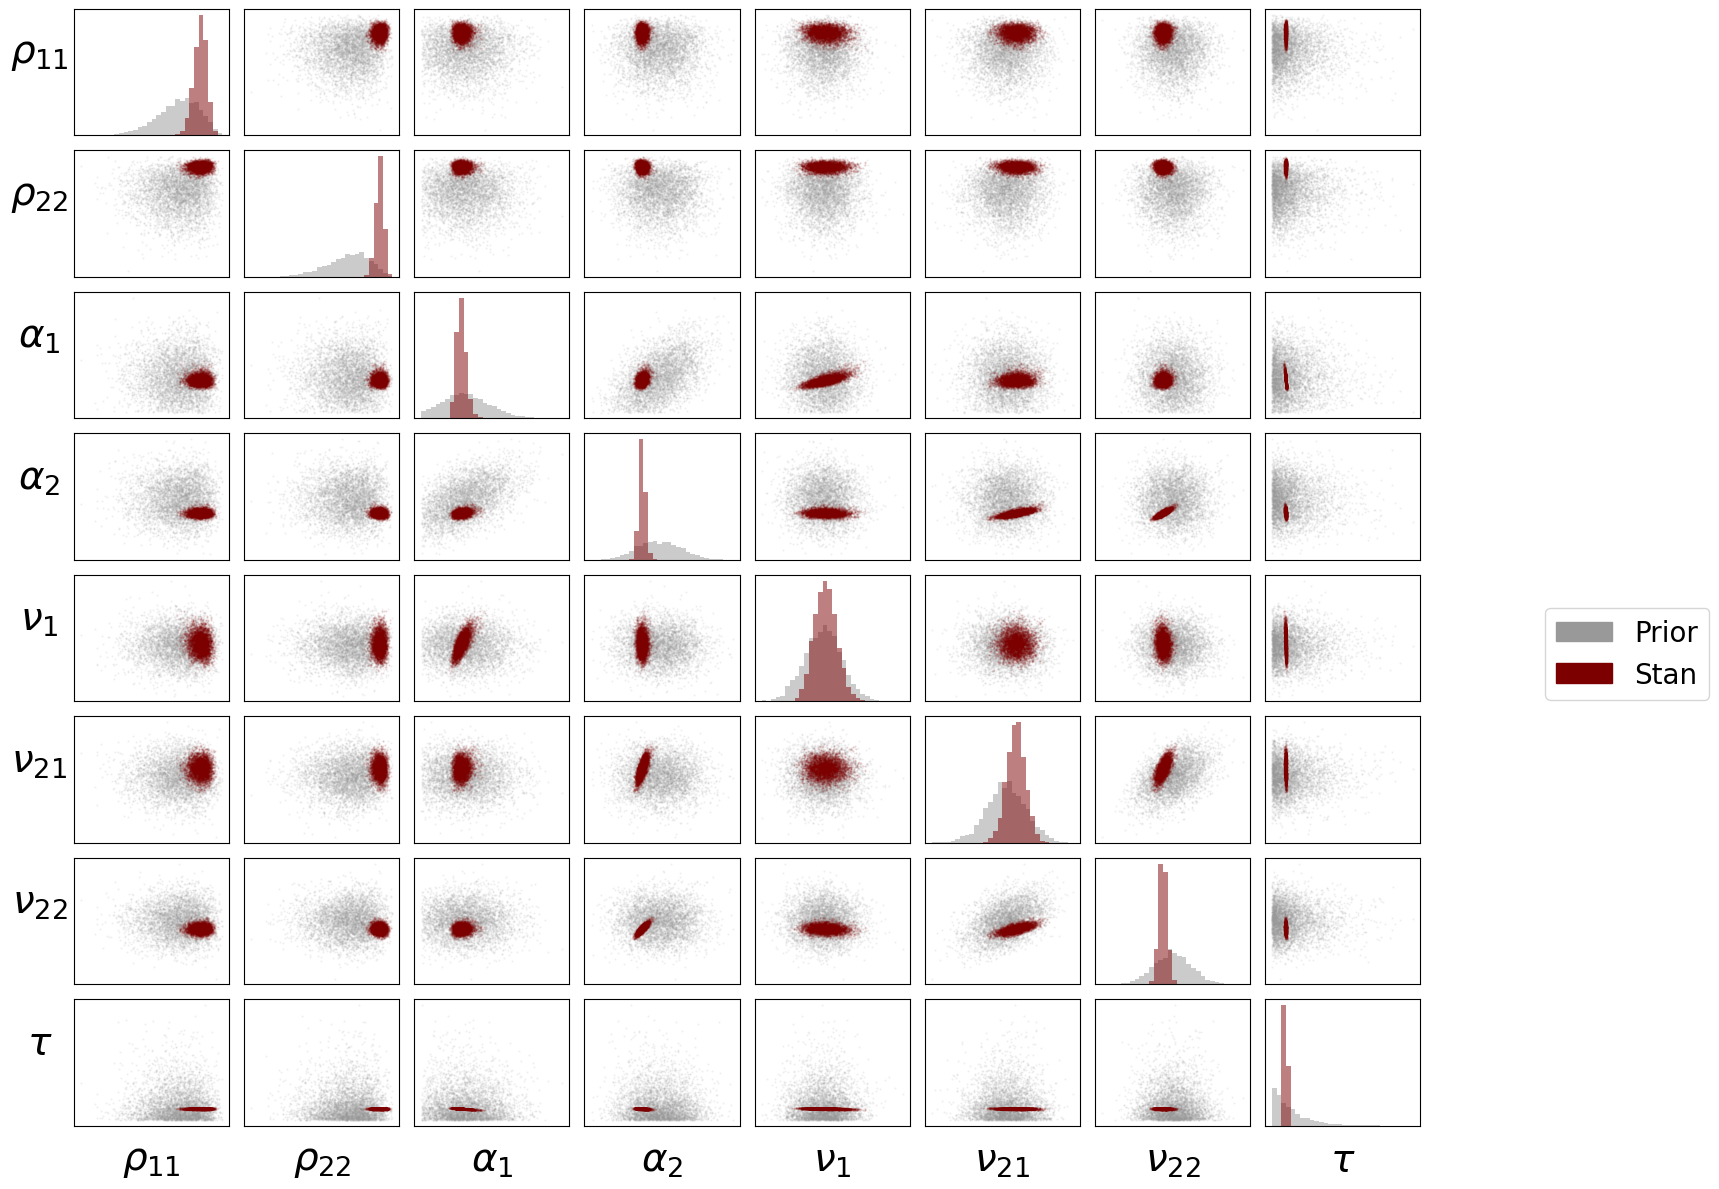 ρ11
ρ22
α1
α2
ν1
ν21
ν22
τ
Prior
Stan
ρ11 ρ22 α1 α2 ν1 ν21 ν22 τ